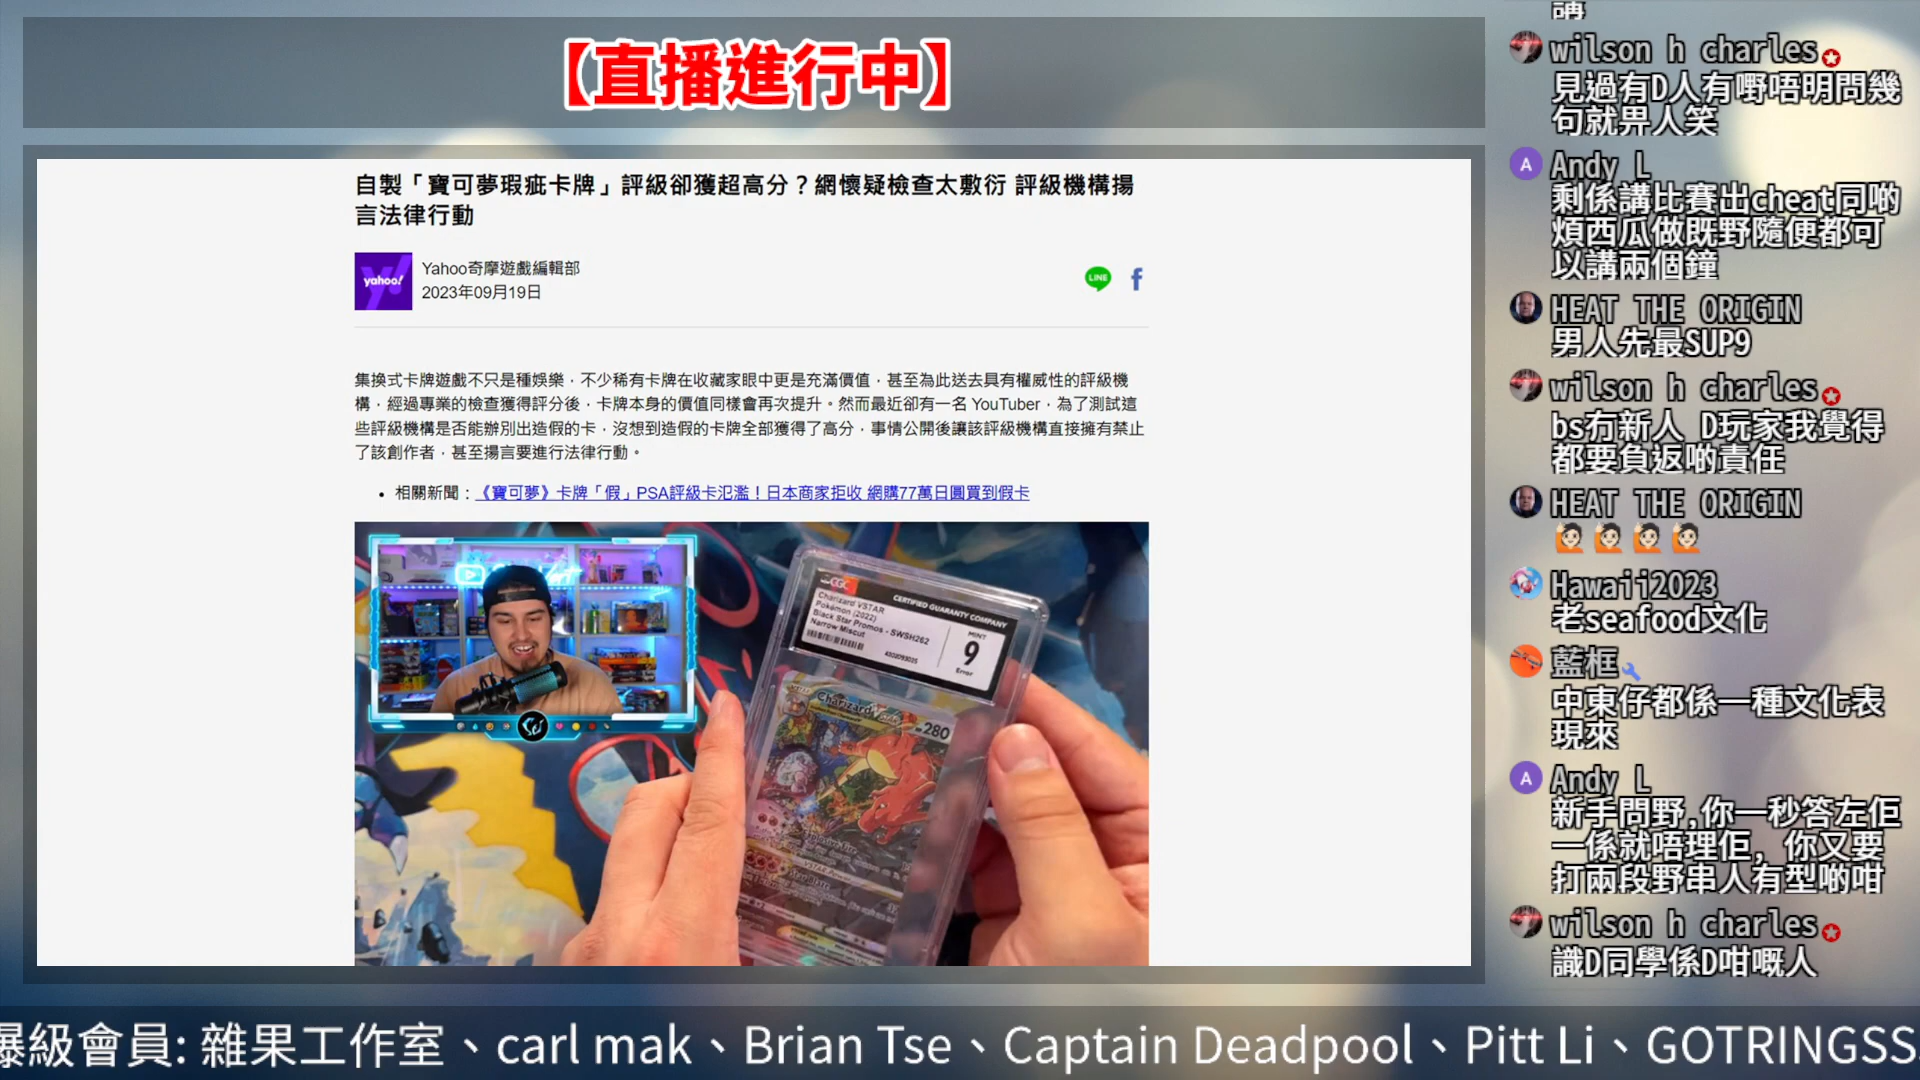 【直播進行中】
自製「寶可夢瑕疵卡牌」評級卻獲超高分？網懷疑檢查太敷衍 評級機構揚
言法律行動
yahoo!
Yahoo奇摩遊戲編輯部
2023年09月19日
LINE
集換式卡牌遊戲不只是種娛樂，不少稀有卡牌在收藏家眼中更是充滿價值，甚至為此送去具有權威性的評級機
構，經過專業的檢查獲得評分後，卡牌本身的價值同樣會再次提升。然而最近卻有一名 YouTuber，為了測試這
些評級機構是否能辦別出造假的卡，沒想到造假的卡牌全部獲得了高分，事情公開後讓該評級機構直接擁有禁止
了該創作者，甚至揚言要進行法律行動。
相關新聞：《寶可夢》卡牌「假」PSA評級卡氾濫！日本商家拒收 網購77萬日圓買到假卡
CGC
CERTIFIED GUARANTY COMPANY
Charizard VSTAR
Pokémon (2022)
Black Star Promos - SWSH262
Narrow Miscut
MINT
9
Error
Charizard
280
VSTAR Power
Star Blaze
wilson h charles
見過有D人有嘢唔明問幾
句就畀人笑
A
Andy L
剩係講比賽出cheat同啲
煩西瓜做既野隨便都可
以講兩個鐘
HEAT THE ORIGIN
男人先最SUP9
wilson h charles
bs冇新人 D玩家我覺得
都要負返啲責任
HEAT THE ORIGIN
🙋🏻🙋🏻🙋🏻🙋🏻
Hawaii2023
老seafood文化
藍框
中東仔都係一種文化表
現來
A
Andy L
新手問野,你一秒答左佢
一係就唔理佢，你又要
打兩段野串人有型啲咁
wilson h charles
識D同學係D咁嘅人
級會員: 雜果工作室、carl mak、Brian Tse、Captain Deadpool、Pitt Li、GOTRINGSS